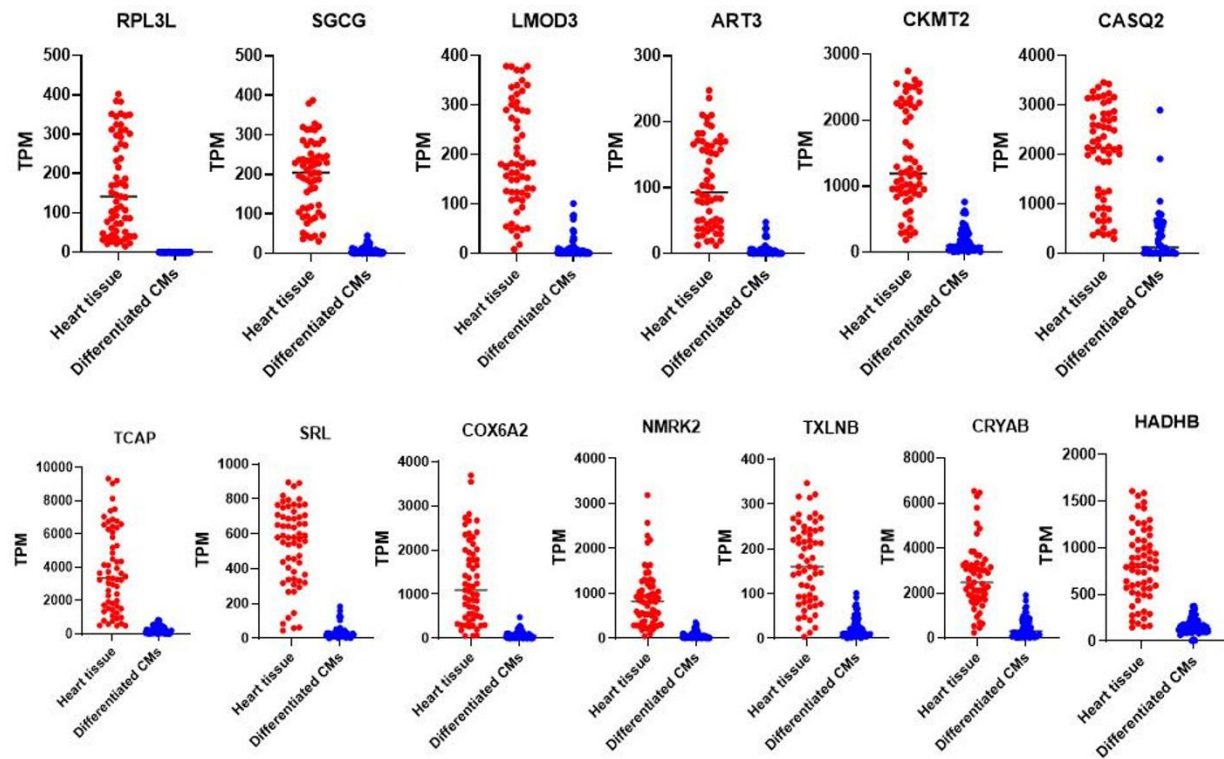 RPL3L SGCG LMOD3 ART3 CKMT2 CASQ2
TPM
500
400
300
200
100
0
Heart tissue
Differentiated CMs
TPM
500
400
300
200
100
0
Heart tissue
Differentiated CMs
TPM
400
300
200
100
0
Heart tissue
Differentiated CMs
TPM
300
200
100
0
Heart tissue
Differentiated CMs
TPM
3000
2000
1000
0
Heart tissue
Differentiated CMs
TPM
4000
3000
2000
1000
0
Heart tissue
Differentiated CMs
TCAP SRL COX6A2 NMRK2 TXLNB CRYAB HADHB
TPM
10000
8000
6000
4000
2000
0
Heart tissue
Differentiated CMs
TPM
1000
800
600
400
200
0
Heart tissue
Differentiated CMs
TPM
4000
3000
2000
1000
0
Heart tissue
Differentiated CMs
TPM
4000
3000
2000
1000
0
Heart tissue
Differentiated CMs
TPM
400
300
200
100
0
Heart tissue
Differentiated CMs
TPM
8000
6000
4000
2000
0
Heart tissue
Differentiated CMs
TPM
2000
1500
1000
500
0
Heart tissue
Differentiated CMs